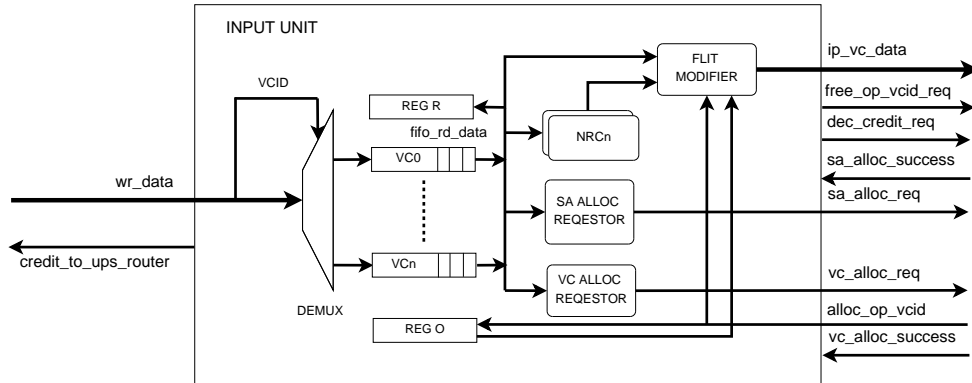 INPUT UNIT
VCID
REG R
fifo_rd_data
VC0
VCn
DEMUX
REG O
wr_data
credit_to_ups_router
FLIT
MODIFIER
NRCn
SA ALLOC
REQESTOR
VC ALLOC
REQESTOR
ip_vc_data
free_op_vcid_req
dec_credit_req
sa_alloc_success
sa_alloc_req
vc_alloc_req
alloc_op_vcid
vc_alloc_success